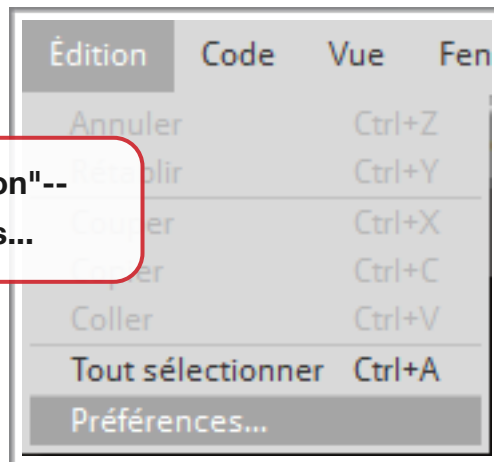 Édition Code Vue Fen
Annuler Ctrl+Z
Rétablir Ctrl+Y
on"--
Couper Ctrl+X
s...
Copier Ctrl+C
Coller Ctrl+V
Tout sélectionner Ctrl+A
Préférences...